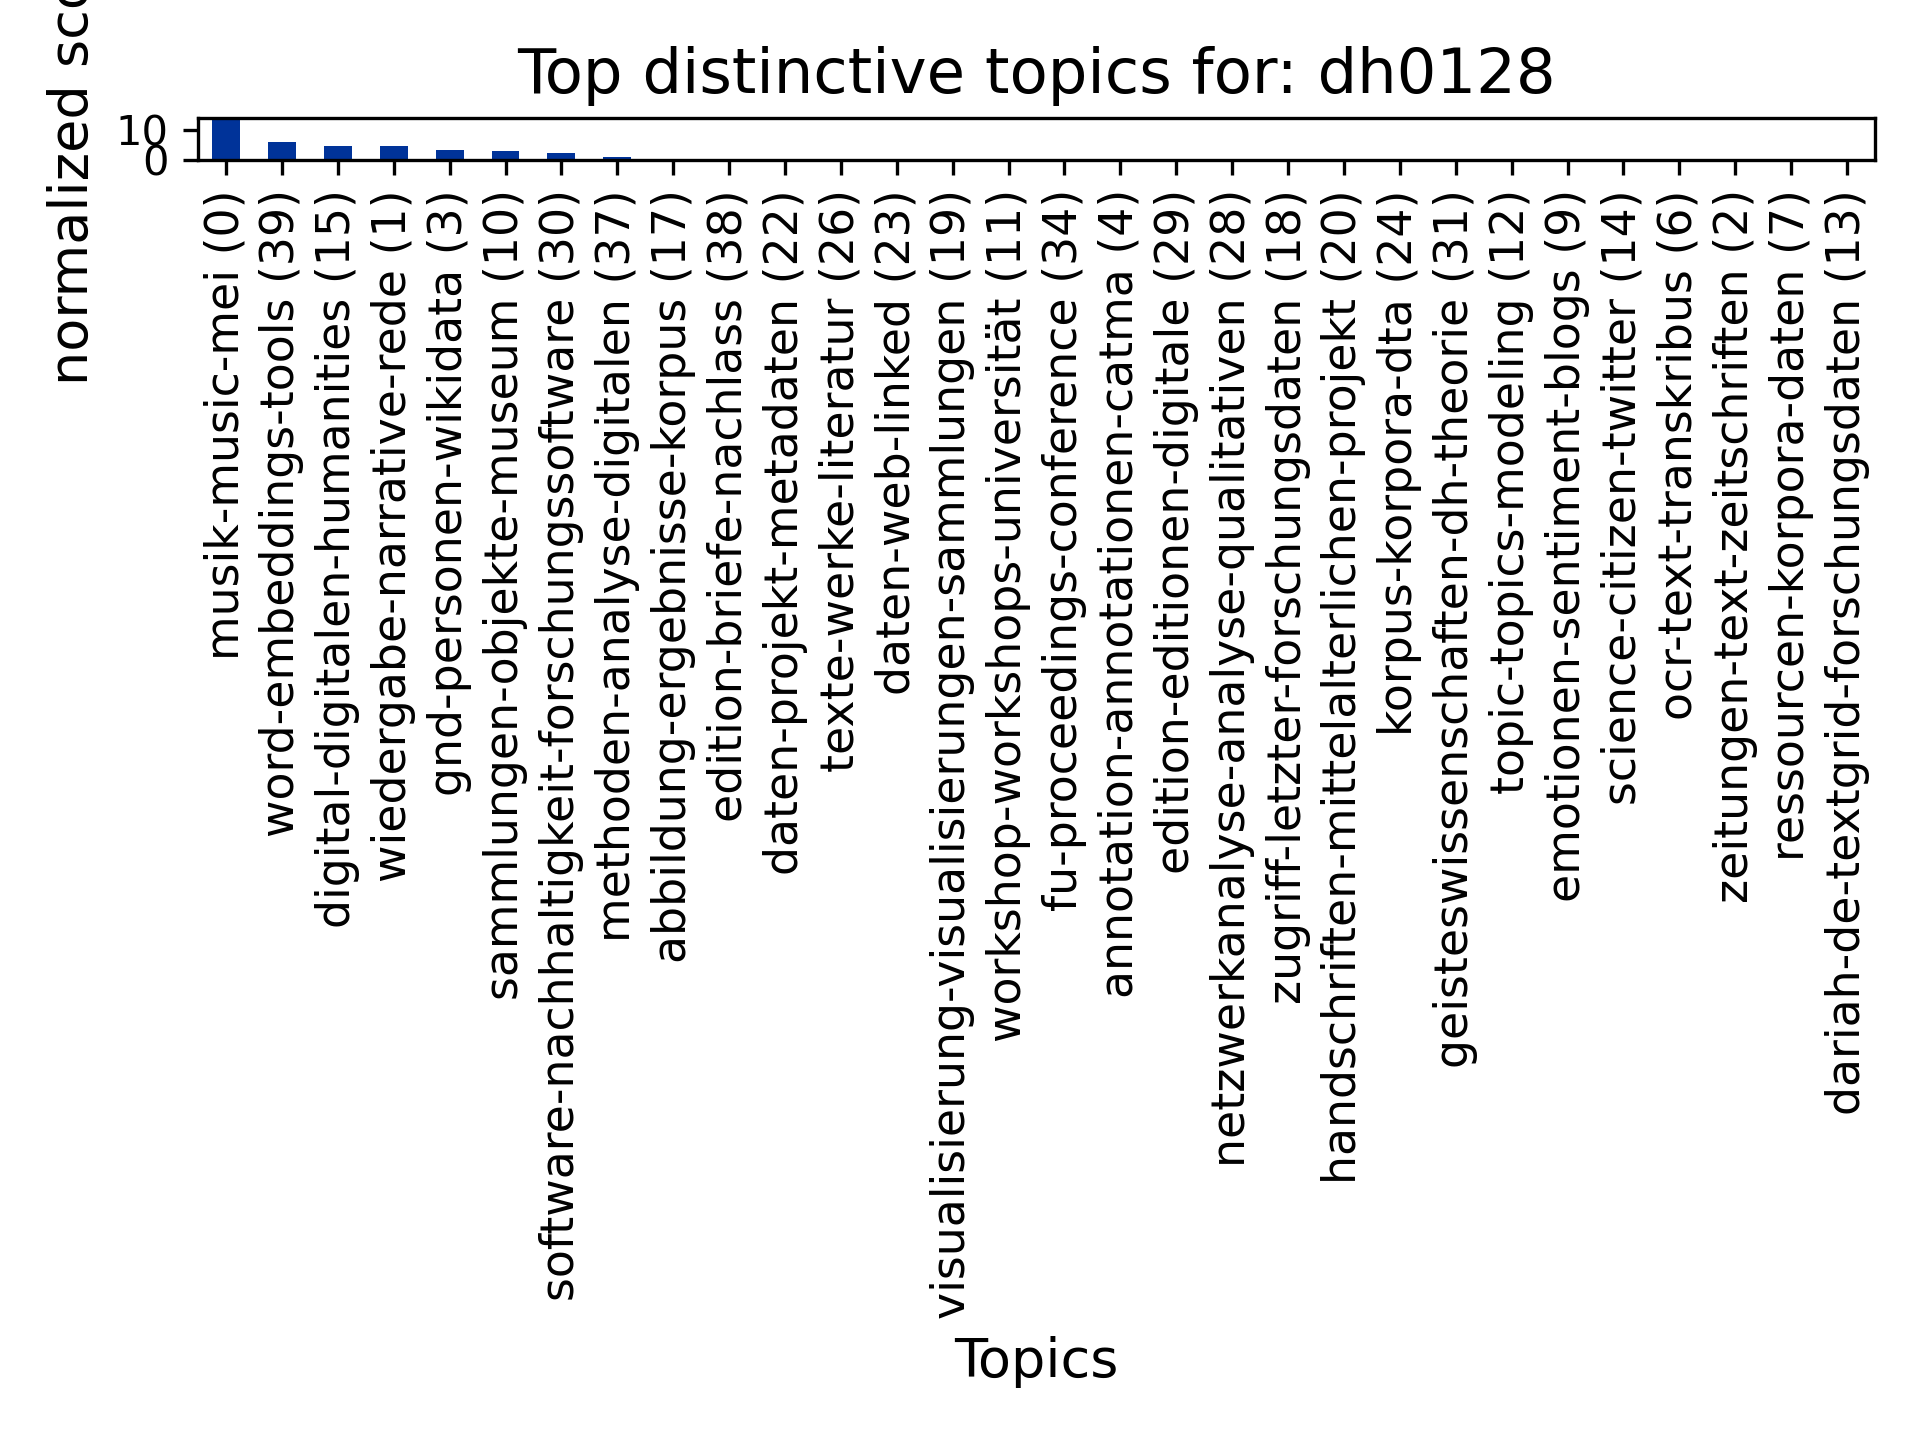 Top distinctive topics for: dh0128
normalized
10
0
musik-music-mei (0)
word-embeddings-tools (39)
digital-digitalen-humanities (15)
wiedergabe-narrative-rede (1)
gnd-personen-wikidata (3)
sammlungen-objekte-museum (10)
software-nachhaltigkeit-forschungssoftware (30)
methoden-analyse-digitalen (37)
abbildung-ergebnisse-korpus (17)
edition-briefe-nachlass (38)
daten-projekt-metadaten (22)
texte-werke-literatur (26)
daten-web-linked (23)
visualisierung-visualisierungen-sammlungen (19)
workshop-workshops-universität (11)
fu-proceedings-conference (34)
annotation-annotationen-catma (4)
edition-editionen-digitale (29)
netzwerkanalyse-analyse-qualitativen (28)
zugriff-letzter-forschungsdaten (18)
handschriften-mittelalterlichen-projekt (20)
korpus-korpora-dta (24)
geisteswissenschaften-dh-theorie (31)
topic-topics-modeling (12)
emotionen-sentiment-blogs (9)
science-citizen-twitter (14)
ocr-text-transkribus (6)
zeitungen-text-zeitschriften (2)
ressourcen-korpora-daten (7)
dariah-de-textgrid-forschungsdaten (13)
Topics